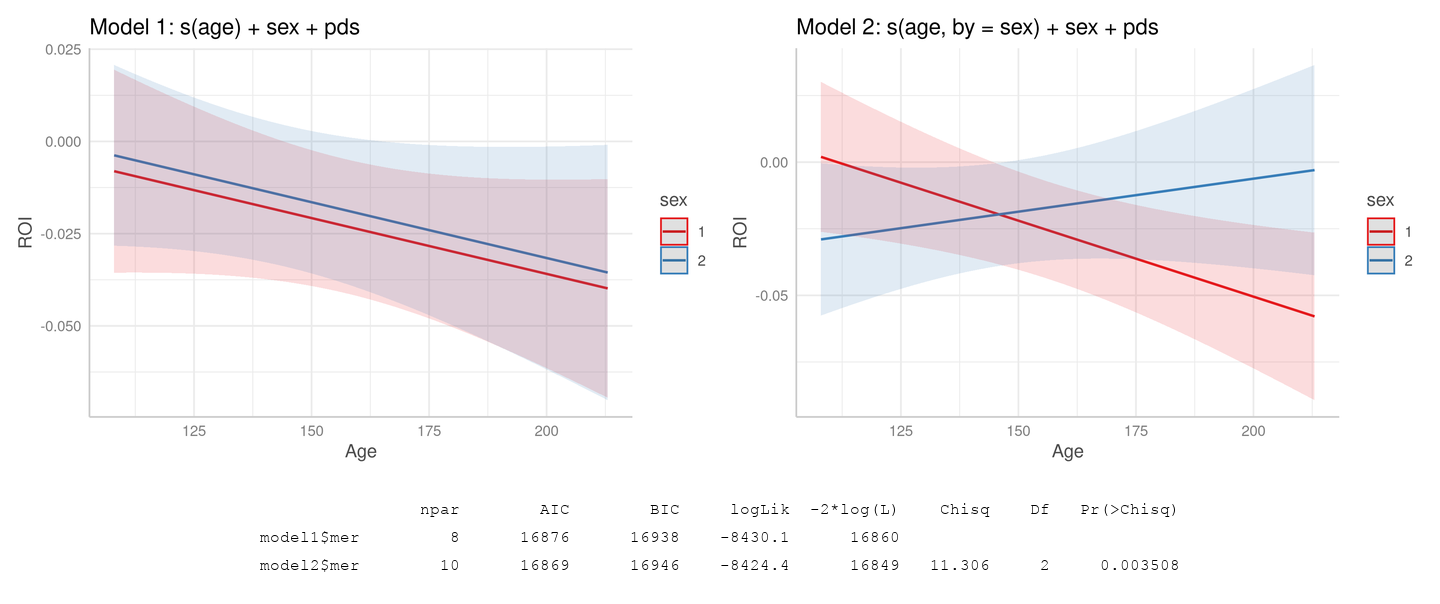 Model 1: s(age) + sex + pds
0.025
0.000
-0.025
-0.050
ROI
125 150 175 200
Age
sex
1
2
Model 2: s(age, by = sex) + sex + pds
0.00
-0.05
ROI
125 150 175 200
Age
sex
1
2
npar AIC BIC logLik -2*log(L) Chisq Df Pr(>Chisq)
model1$mer 8 16876 16938 -8430.1 16860
model2$mer 10 16869 16946 -8424.4 16849 11.306 2 0.003508